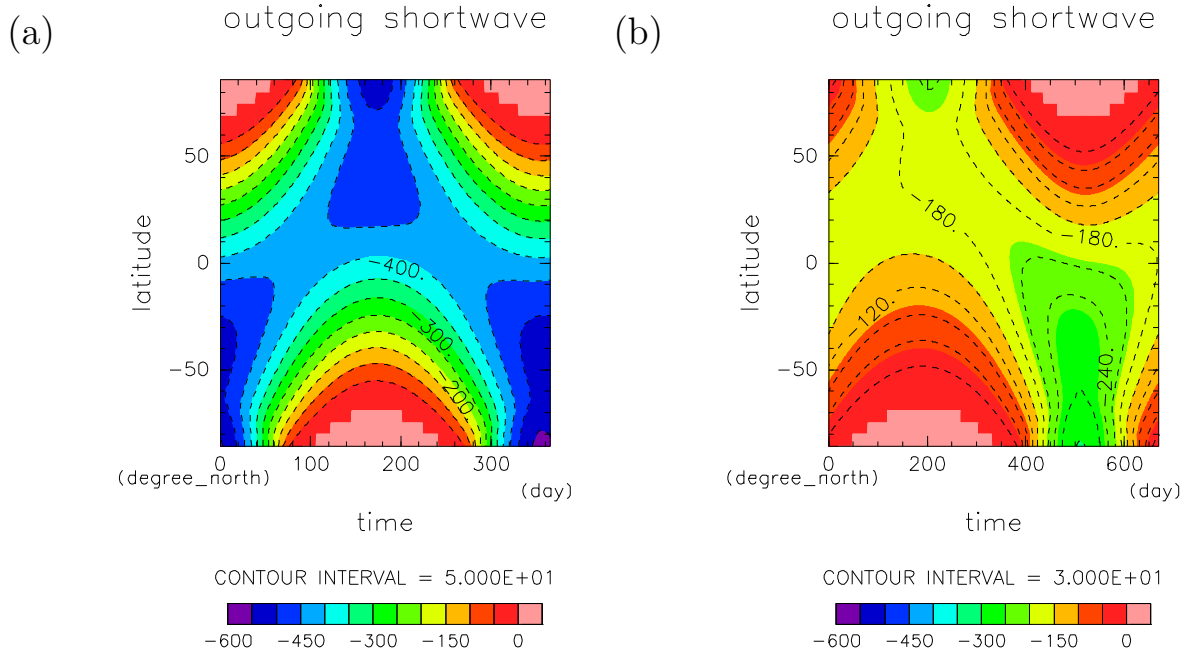 (a)
outgoing shortwave
50
0
−50
latitude
−400.
−300.
−200.
0 100 200 300
(degree_north)
(day)
time
CONTOUR INTERVAL = 5.000E+01
−600 −450 −300 −150 0
(b)
outgoing shortwave
50
0
−50
latitude
−180.
−180.
−120.
240.
0 200 400 600
(degree_north)
(day)
time
CONTOUR INTERVAL = 3.000E+01
−600 −450 −300 −150 0